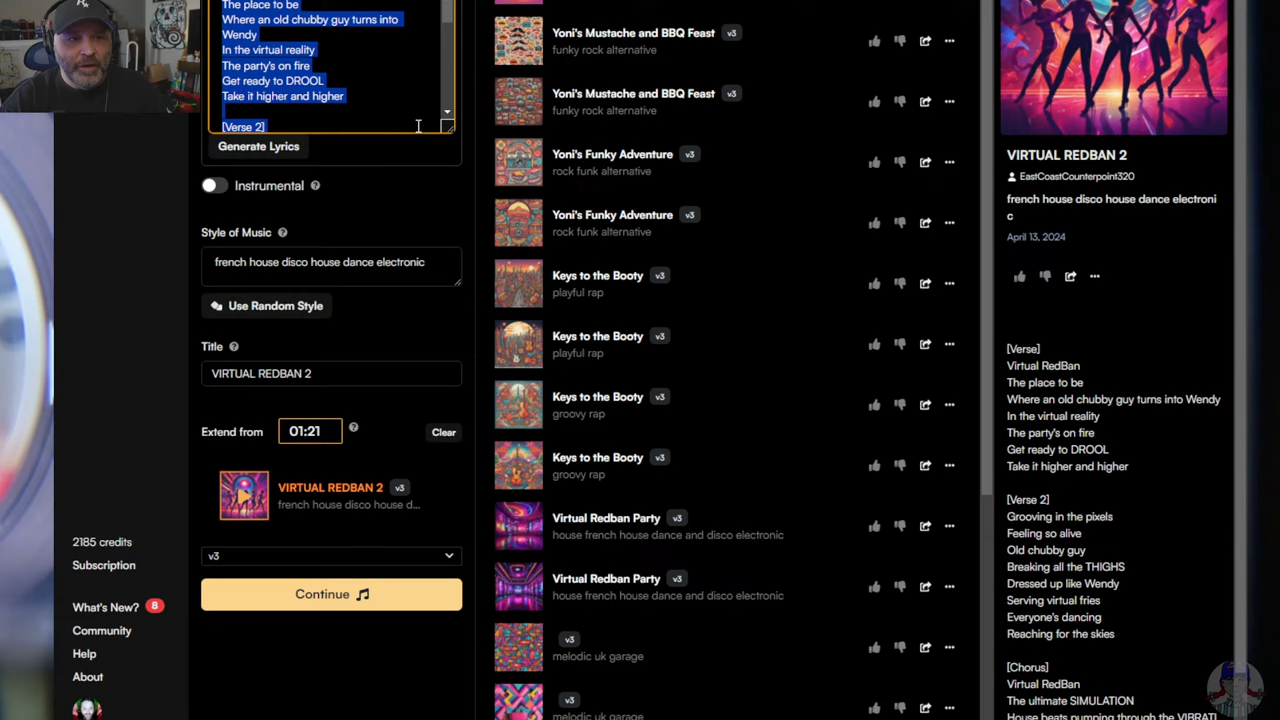 The place to be
Where an old chubby guy turns into
Wendy
In the virtual reality
The party's on fire
Get ready to DROOL
Take it higher and higher
[Verse 2]
Generate Lyrics
Instrumental
Style of Music
french house disco house dance electronic
Use Random Style
Title
VIRTUAL REDBAN 2
Extend from
01:21
Clear
VIRTUAL REDBAN 2 v3
french house disco house d...
v3
Continue
2185 credits
Subscription
What's New? 8
Community
Help
About
Yoni's Mustache and BBQ Feast v3
funky rock alternative
Yoni's Mustache and BBQ Feast v3
funky rock alternative
Yoni's Funky Adventure v3
rock funk alternative
Yoni's Funky Adventure v3
rock funk alternative
Keys to the Booty v3
playful rap
Keys to the Booty v3
playful rap
Keys to the Booty v3
groovy rap
Keys to the Booty v3
groovy rap
Virtual Redban Party v3
house french house dance and disco electronic
Virtual Redban Party v3
house french house dance and disco electronic
v3
melodic uk garage
v3
melodic uk garage
VIRTUAL REDBAN 2
EastCoastCounterpoint320
french house disco house dance electroni
c
April 13, 2024
[Verse]
Virtual RedBan
The place to be
Where an old chubby guy turns into Wendy
In the virtual reality
The party's on fire
Get ready to DROOL
Take it higher and higher
[Verse 2]
Grooving in the pixels
Feeling so alive
Old chubby guy
Breaking all the THIGHS
Dressed up like Wendy
Serving virtual fries
Everyone's dancing
Reaching for the skies
[Chorus]
Virtual RedBan
The ultimate SIMULATION
House beats pumping through the VIBRATI